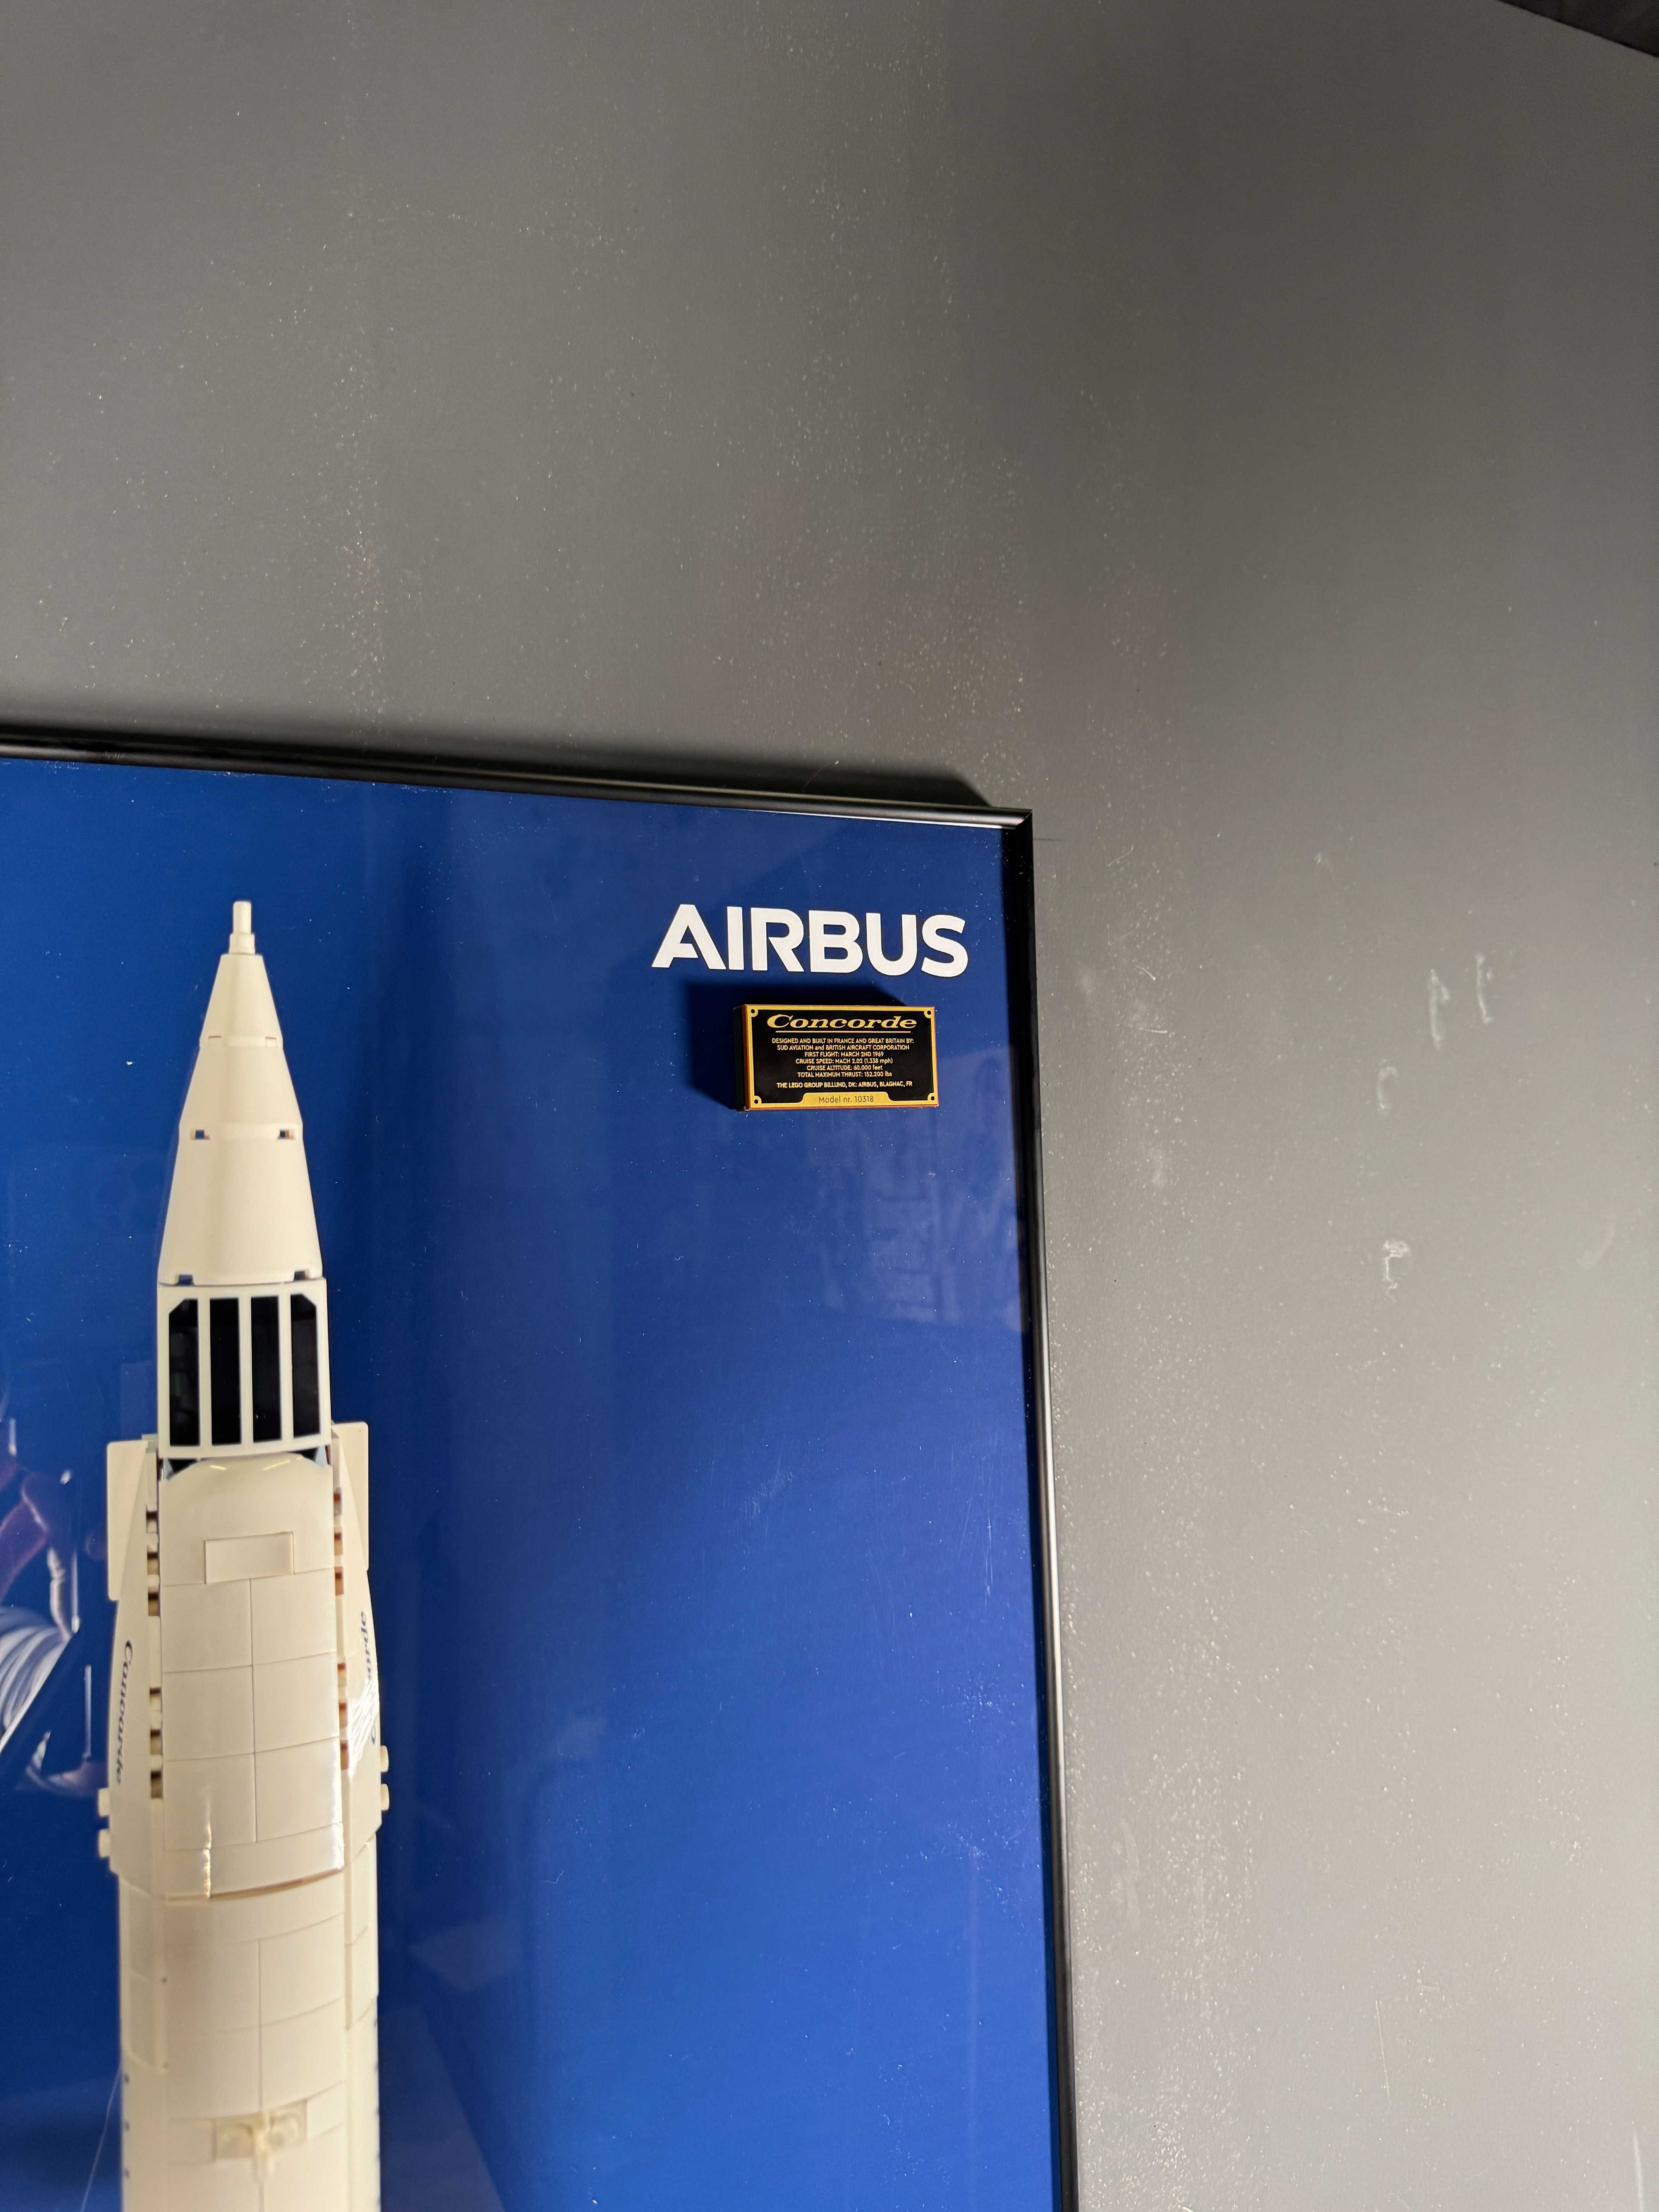 AIRBUS
Concorde
DESIGNED AND BUILT IN FRANCE AND GREAT BRITAIN BY:
SUD AVIATION and BRITISH AIRCRAFT CORPORATION
FIRST FLIGHT: MARCH 2ND 1969
CRUISE SPEED: MACH 2.02 (1.338 mph)
CRUISE ALTITUDE: 60.000 feet
TOTAL MAXIMUM THRUST: 152.200 lbs
THE LEGO GROUP BILLUND, DK: AIRBUS, BLAGNAC, FR
Model nr. 10318
Concorde